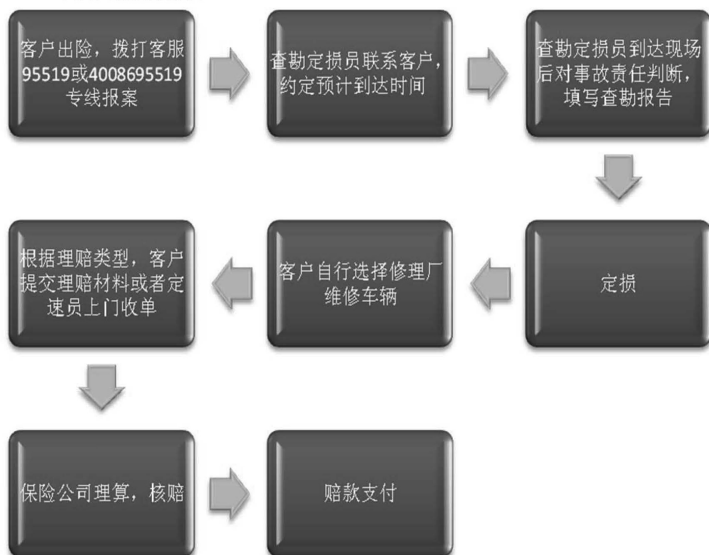 客户出险，拨打客服
95519或4008695519
专线报案
查勘定损员联系客户，
约定预计到达时间
查勘定损员到达现场
后对事故责任判断，
填写查勘报告
定损
客户自行选择修理厂
维修车辆
根据理赔类型，客户
提交理赔材料或者定
速员上门收单
保险公司理算，核赔
赔款支付